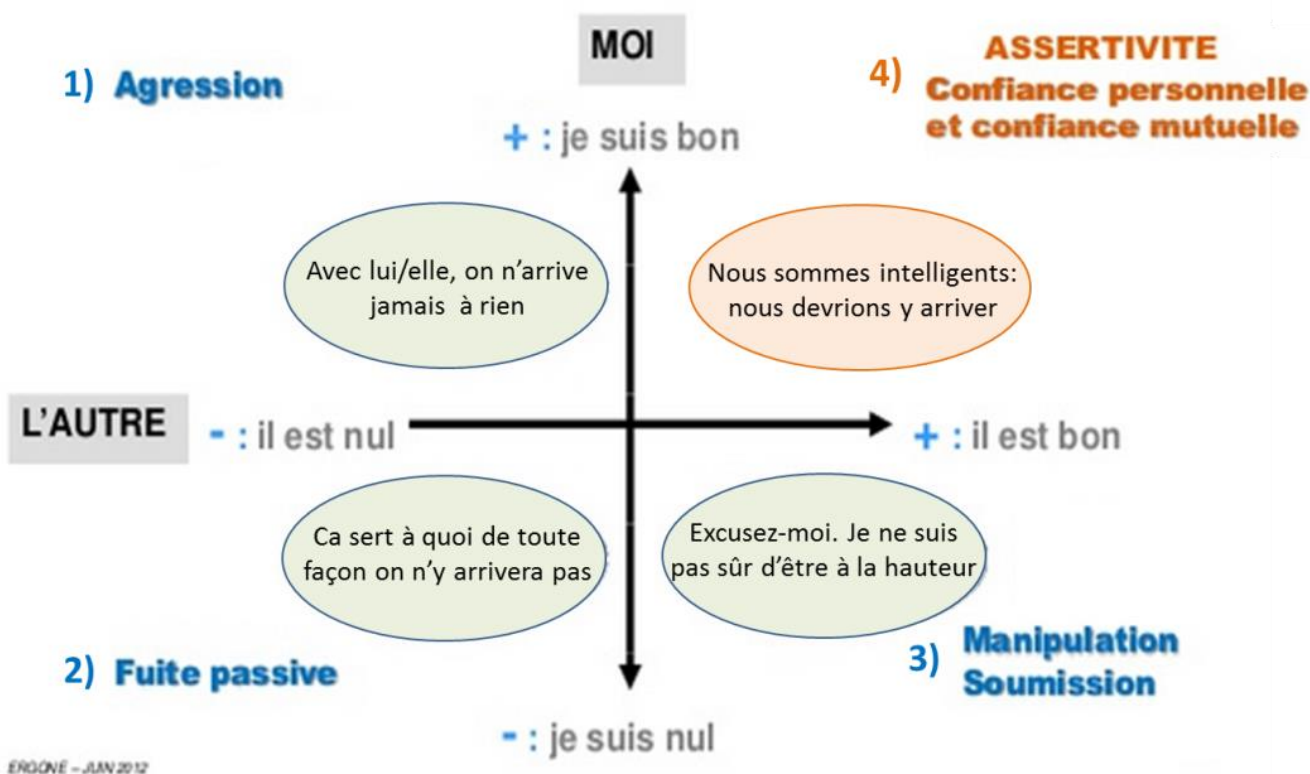 MOI
1) Agression
4) ASSERTIVITE
Confiance personnelle
et confiance mutuelle
+ : je suis bon
Avec lui/elle, on n’arrive
jamais à rien
Nous sommes intelligents:
nous devrions y arriver
L’AUTRE
- : il est nul
+ : il est bon
Ca sert à quoi de toute
façon on n’y arrivera pas
Excusez-moi. Je ne suis
pas sûr d’être à la hauteur
2) Fuite passive
3) Manipulation
Soumission
- : je suis nul
ERGONE – JUIN 2012